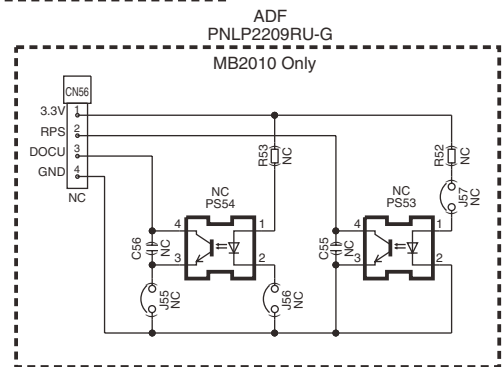 ADF
PNLP2209RU-G
MB2010 Only
CN56
3.3V 1
RPS 2
DOCU 3
GND 4
NC
R53
NC
R52
NC
J57
NC
NC
PS54
NC
PS53
C56
NC
4 1
3 2
C55
NC
4 1
3 2
J55
NC
J56
NC